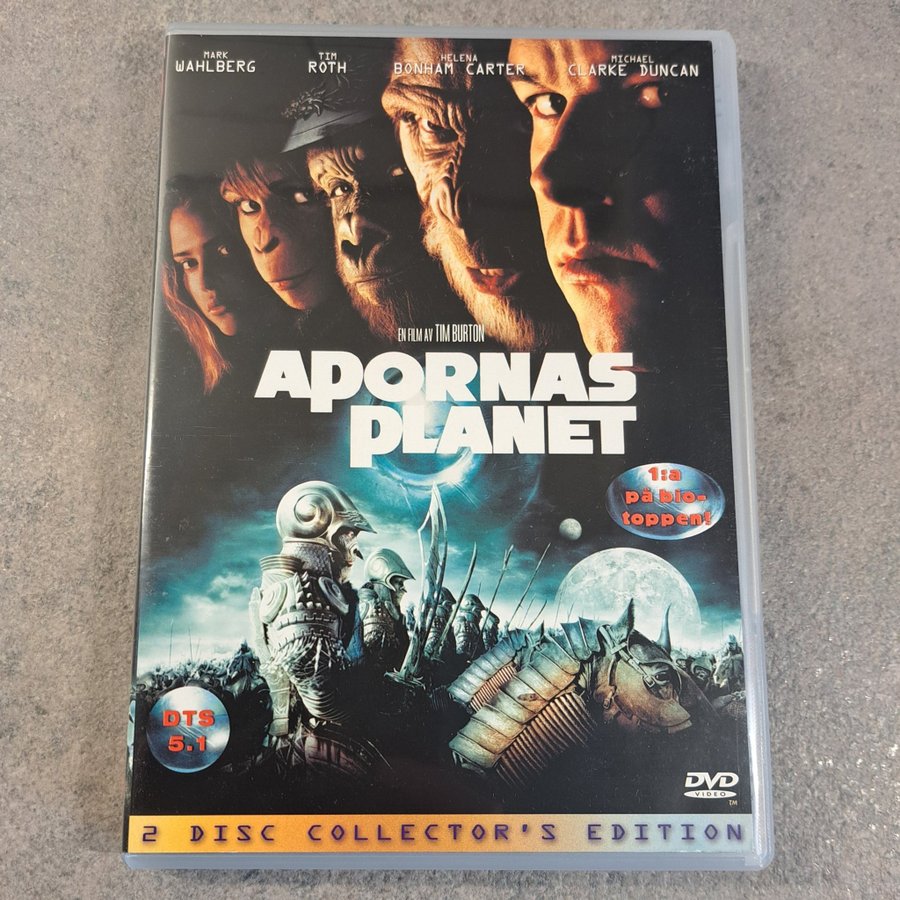 MARK
WAHLBERG
TIM
ROTH
HELENA
BONHAM CARTER
MICHAEL
CLARKE DUNCAN
EN FILM AV TIM BURTON
APORNAS
PLANET
1:a
på bio-
toppen!
DTS
5.1
DVD
VIDEO
TM
2 DISC COLLECTOR'S EDITION